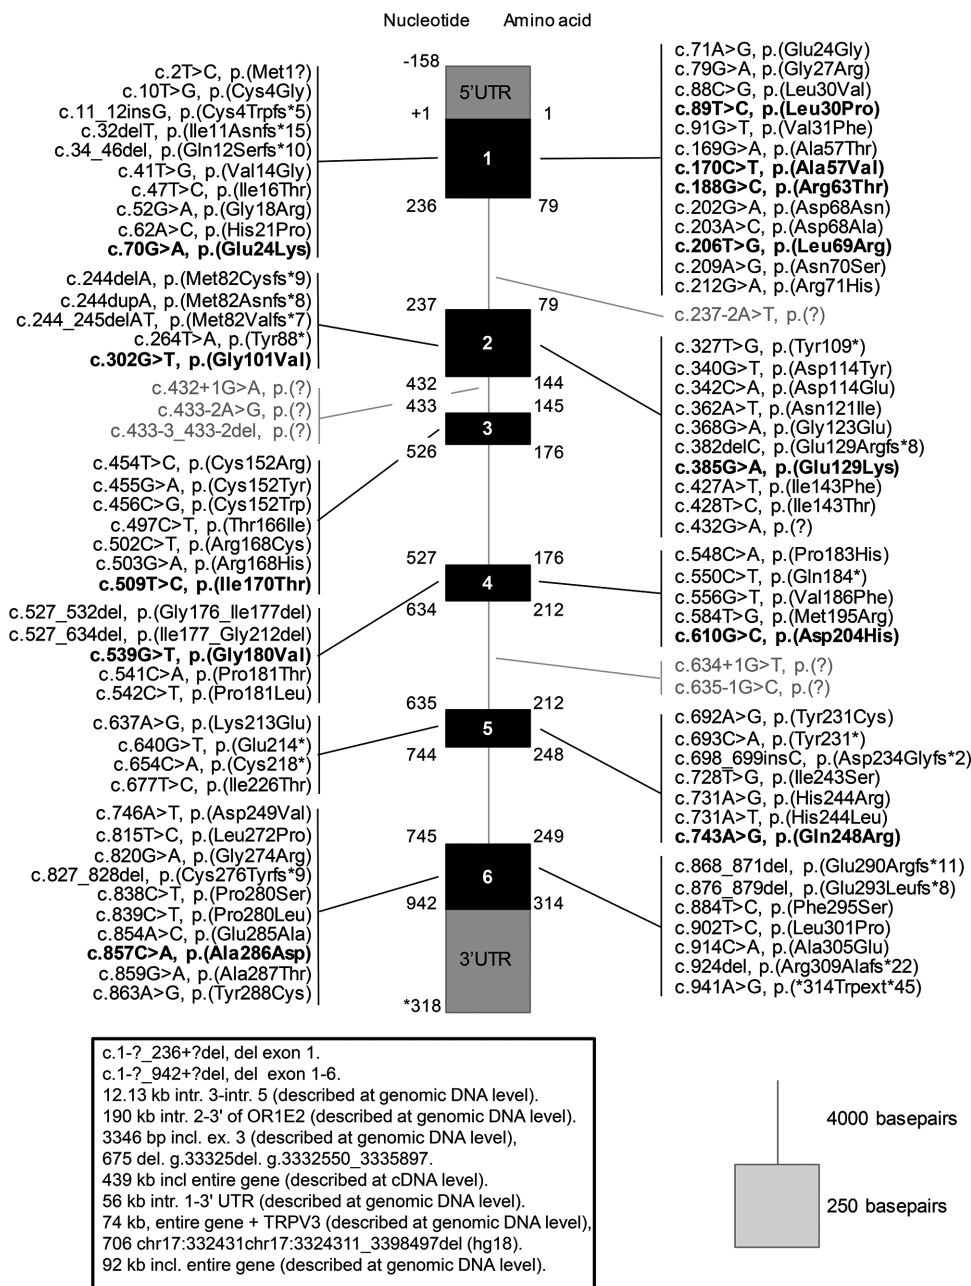 Nucleotide Amino acid
c.2T>C, p.(Met1?)
c.10T>G, p.(Cys4Gly)
c.11_12insG, p.(Cys4Trpfs*5)
c.32delT, p.(Ile11Asnfs*15)
c.34_46del, p.(Gln12Serfs*10)
c.41T>G, p.(Val14Gly)
c.47T>C, p.(Ile16Thr)
c.52G>A, p.(Gly18Arg)
c.62A>C, p.(His21Pro)
c.70G>A, p.(Glu24Lys)
-158
5'UTR
+1 1
1
236 79
c.71A>G, p.(Glu24Gly)
c.79G>A, p.(Gly27Arg)
c.88C>G, p.(Leu30Val)
c.89T>C, p.(Leu30Pro)
c.91G>T, p.(Val31Phe)
c.169G>A, p.(Ala57Thr)
c.170C>T, p.(Ala57Val)
c.188G>C, p.(Arg63Thr)
c.202G>A, p.(Asp68Asn)
c.203A>C, p.(Asp68Ala)
c.206T>G, p.(Leu69Arg)
c.209A>G, p.(Asn70Ser)
c.212G>A, p.(Arg71His)
c.237-2A>T, p.(?)
c.244delA, p.(Met82Cysfs*9)
c.244dupA, p.(Met82Asnfs*8)
c.244_245delAT, p.(Met82Valfs*7)
c.264T>A, p.(Tyr88*)
c.302G>T, p.(Gly101Val)
237 79
2
432 144
c.327T>G, p.(Tyr109*)
c.340G>T, p.(Asp114Tyr)
c.342C>A, p.(Asp114Glu)
c.362A>T, p.(Asn121Ile)
c.368G>A, p.(Gly123Glu)
c.382delC, p.(Glu129Argfs*8)
c.385G>A, p.(Glu129Lys)
c.427A>T, p.(Ile143Phe)
c.428T>C, p.(Ile143Thr)
c.432G>A, p.(?)
c.432+1G>A, p.(?)
c.433-2A>G, p.(?)
c.433-3_433-2del, p.(?)
433 145
3
526 176
c.454T>C, p.(Cys152Arg)
c.455G>A, p.(Cys152Tyr)
c.456C>G, p.(Cys152Trp)
c.497C>T, p.(Thr166Ile)
c.502C>T, p.(Arg168Cys)
c.503G>A, p.(Arg168His)
c.509T>C, p.(Ile170Thr)
c.527_532del, p.(Gly176_Ile177del)
c.527_634del, p.(Ile177_Gly212del)
c.539G>T, p.(Gly180Val)
c.541C>A, p.(Pro181Thr)
c.542C>T, p.(Pro181Leu)
527 176
4
634 212
c.548C>A, p.(Pro183His)
c.550C>T, p.(Gln184*)
c.556G>T, p.(Val186Phe)
c.584T>G, p.(Met195Arg)
c.610G>C, p.(Asp204His)
c.634+1G>T, p.(?)
c.635-1G>C, p.(?)
c.637A>G, p.(Lys213Glu)
c.640G>T, p.(Glu214*)
c.654C>A, p.(Cys218*)
c.677T>C, p.(Ile226Thr)
635 212
5
744 248
c.692A>G, p.(Tyr231Cys)
c.693C>A, p.(Tyr231*)
c.698_699insC, p.(Asp234Glyfs*2)
c.728T>G, p.(Ile243Ser)
c.731A>G, p.(His244Arg)
c.731A>T, p.(His244Leu)
c.743A>G, p.(Gln248Arg)
c.746A>T, p.(Asp249Val)
c.815T>C, p.(Leu272Pro)
c.820G>A, p.(Gly274Arg)
c.827_828del, p.(Cys276Tyrfs*9)
c.838C>T, p.(Pro280Ser)
c.839C>T, p.(Pro280Leu)
c.854A>C, p.(Glu285Ala)
c.857C>A, p.(Ala286Asp)
c.859G>A, p.(Ala287Thr)
c.863A>G, p.(Tyr288Cys)
745 249
6
942 314
3'UTR
*318
c.868_871del, p.(Glu290Argfs*11)
c.876_879del, p.(Glu293Leufs*8)
c.884T>C, p.(Phe295Ser)
c.902T>C, p.(Leu301Pro)
c.914C>A, p.(Ala305Glu)
c.924del, p.(Arg309Alafs*22)
c.941A>G, p.(*314Trpext*45)
c.1-?_236+?del, del exon 1.
c.1-?_942+?del, del exon 1-6.
12.13 kb intr. 3-intr. 5 (described at genomic DNA level).
190 kb intr. 2-3' of OR1E2 (described at genomic DNA level).
3346 bp incl. ex. 3 (described at genomic DNA level),
675 del. g.33325del. g.3332550_3335897.
439 kb incl entire gene (described at cDNA level).
56 kb intr. 1-3' UTR (described at genomic DNA level).
74 kb, entire gene + TRPV3 (described at genomic DNA level),
706 chr17:332431chr17:3324311_3398497del (hg18).
92 kb incl. entire gene (described at genomic DNA level).
4000 basepairs
250 basepairs